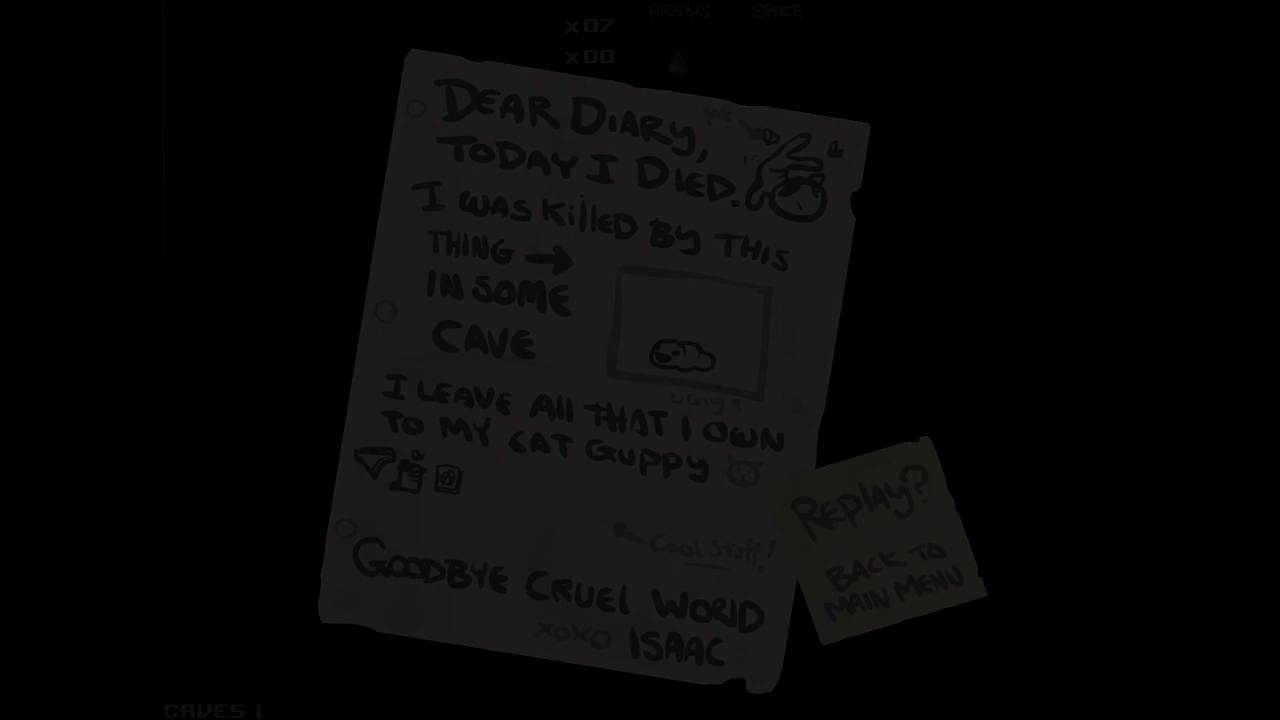 ARROWS SPACE
x07
x00
DEAR DIARY,
TODAY I DIED.
I WAS KillED BY THIS
THING →
IN SOME
CAVE
UGLY
I LEAVE All THAT I OWN
TO MY CAT GUPPY
Cool Stuff!
GOODBYE CRUEl WORlD
XOXO ISAAC
REPlAY?
BACK TO
MAIN MENU
CAVES I